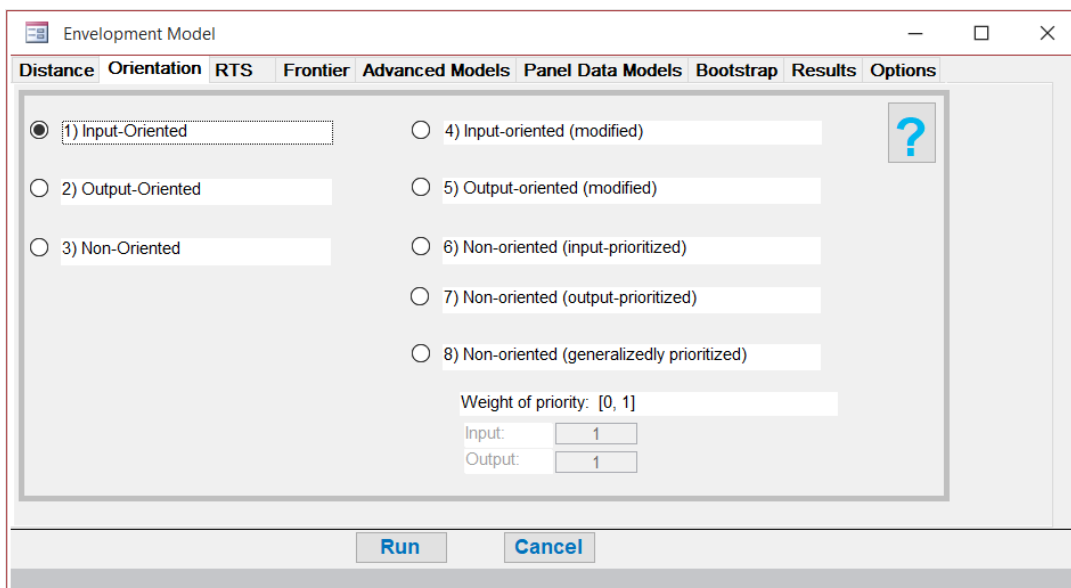 Envelopment Model
Distance Orientation RTS Frontier Advanced Models Panel Data Models Bootstrap Results Options
1) Input-Oriented
2) Output-Oriented
3) Non-Oriented
4) Input-oriented (modified)
5) Output-oriented (modified)
6) Non-oriented (input-prioritized)
7) Non-oriented (output-prioritized)
8) Non-oriented (generalizedly prioritized)
Weight of priority: [0, 1]
Input: 1
Output: 1
?
Run Cancel